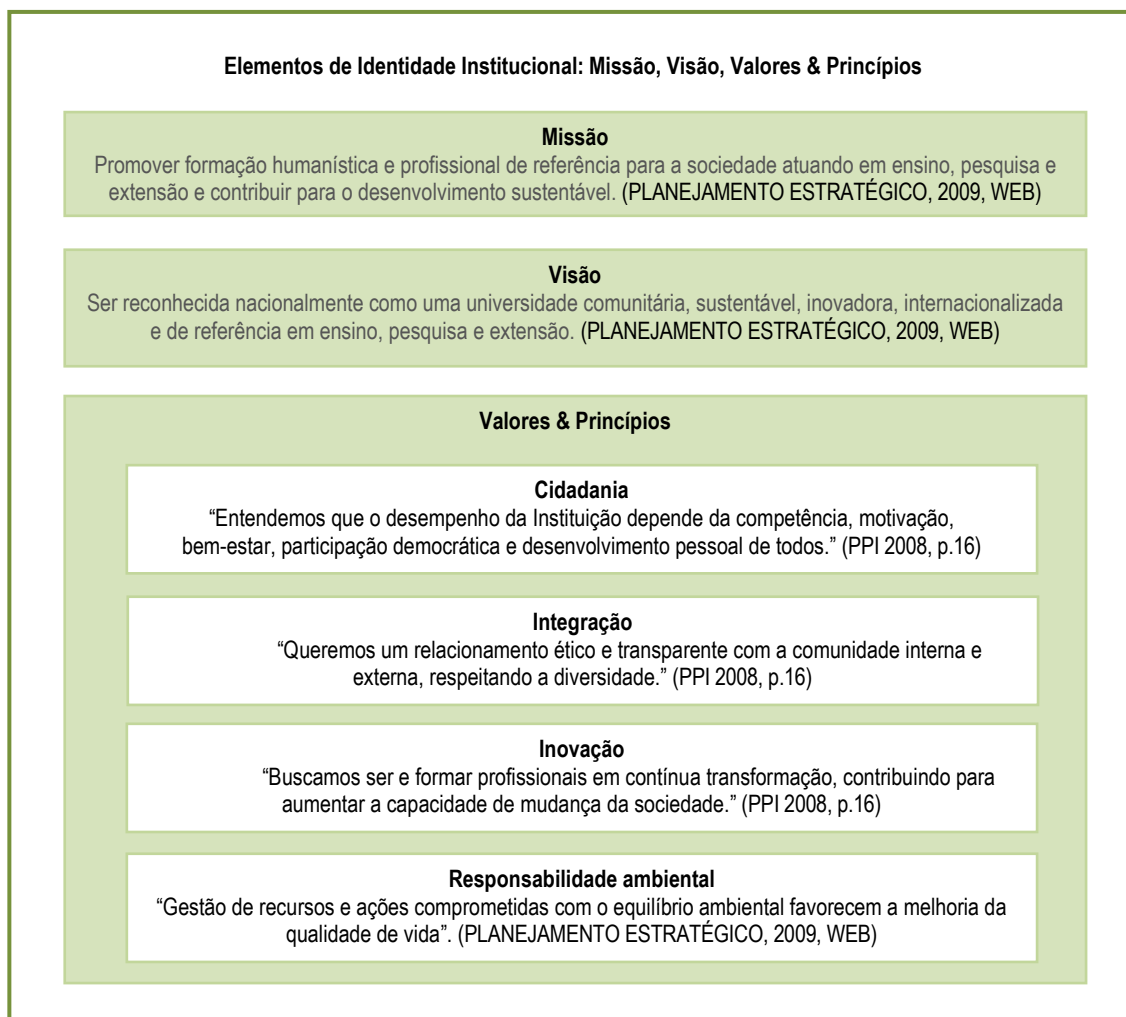 Elementos de Identidade Institucional: Missão, Visão, Valores & Princípios
Missão
Promover formação humanística e profissional de referência para a sociedade atuando em ensino, pesquisa e
extensão e contribuir para o desenvolvimento sustentável. (PLANEJAMENTO ESTRATÉGICO, 2009, WEB)
Visão
Ser reconhecida nacionalmente como uma universidade comunitária, sustentável, inovadora, internacionalizada
e de referência em ensino, pesquisa e extensão. (PLANEJAMENTO ESTRATÉGICO, 2009, WEB)
Valores & Princípios
Cidadania
“Entendemos que o desempenho da Instituição depende da competência, motivação,
bem-estar, participação democrática e desenvolvimento pessoal de todos.” (PPI 2008, p.16)
Integração
“Queremos um relacionamento ético e transparente com a comunidade interna e
externa, respeitando a diversidade.” (PPI 2008, p.16)
Inovação
“Buscamos ser e formar profissionais em contínua transformação, contribuindo para
aumentar a capacidade de mudança da sociedade.” (PPI 2008, p.16)
Responsabilidade ambiental
“Gestão de recursos e ações comprometidas com o equilíbrio ambiental favorecem a melhoria da
qualidade de vida”. (PLANEJAMENTO ESTRATÉGICO, 2009, WEB)